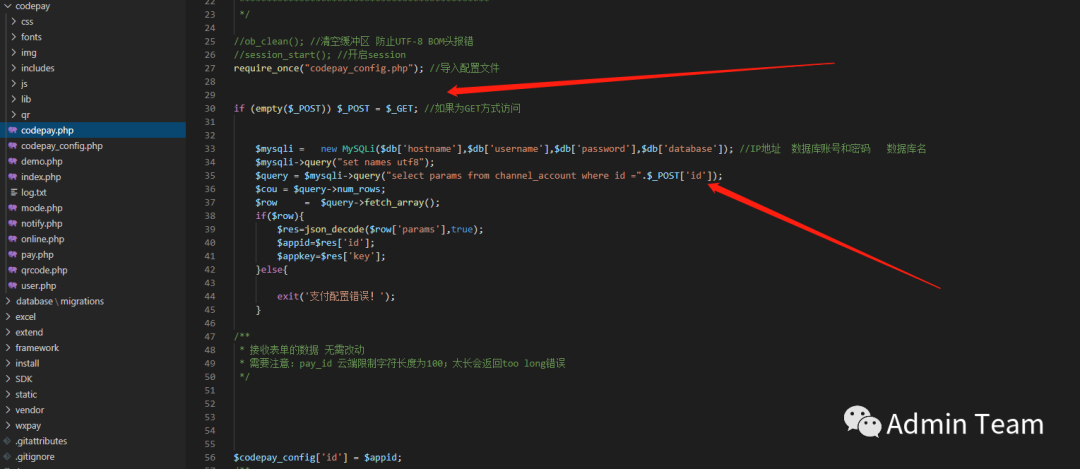 codepay
css
fonts
img
includes
js
lib
qr
codepay.php
codepay_config.php
demo.php
index.php
log.txt
mode.php
notify.php
online.php
pay.php
qrcode.php
user.php
database \ migrations
excel
extend
framework
install
SDK
static
vendor
wxpay
.gitattributes
.gitignore
22
23 */
24
25 //ob_clean(); //清空缓冲区 防止UTF-8 BOM头报错
26 //session_start(); //开启session
27 require_once("codepay_config.php"); //导入配置文件
28
29
30 if (empty($_POST)) $_POST = $_GET; //如果为GET方式访问
31
32
33 $mysqli = new MySQLi($db['hostname'],$db['username'],$db['password'],$db['database']); //IP地址 数据库账号和密码 数据库名
34 $mysqli->query("set names utf8");
35 $query = $mysqli->query("select params from channel_account where id =".$_POST['id']);
36 $cou = $query->num_rows;
37 $row = $query->fetch_array();
38 if($row){
39 $res=json_decode($row['params'],true);
40 $appid=$res['id'];
41 $appkey=$res['key'];
42 }else{
43
44 exit('支付配置错误! ');
45 }
46
47 /**
48 * 接收表单的数据 无需改动
49 * 需要注意: pay_id 云端限制字符长度为100; 太长会返回too long错误
50 */
51
52
53
54
55
56 $codepay_config['id'] = $appid;
57 /**
Admin Team